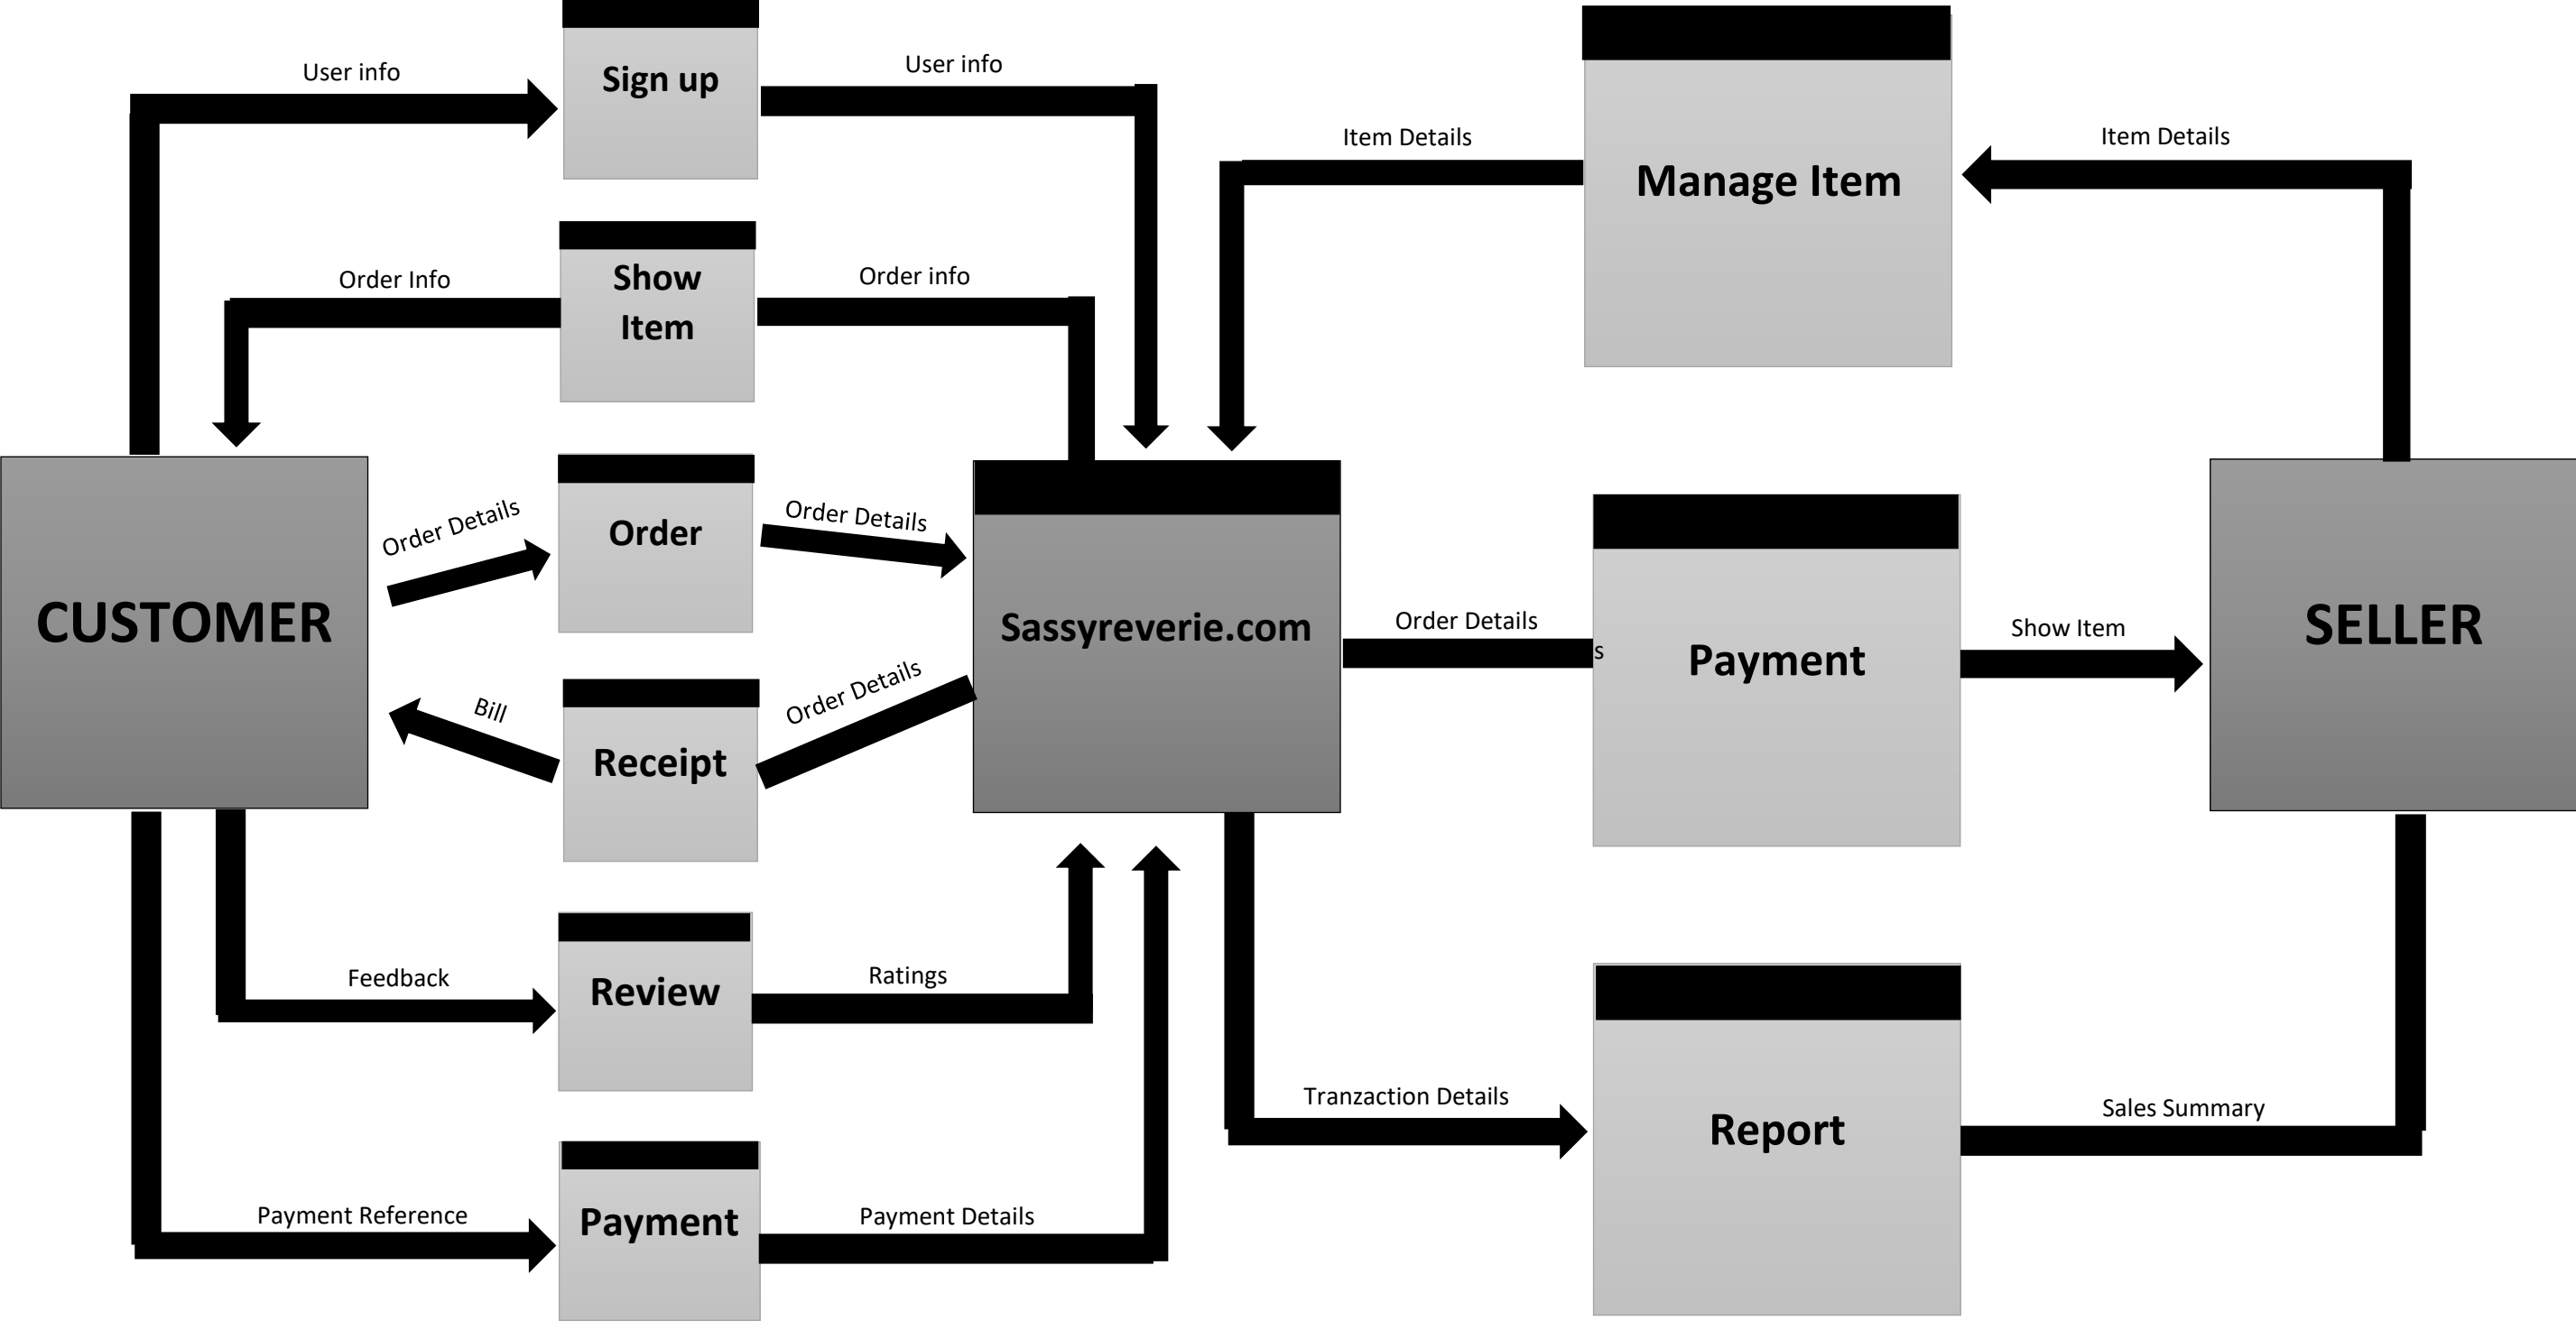 User info
Sign up
User info
Item Details
Manage Item
Item Details
Order Info
Show
Item
Order info
Order Details
Order
Order Details
CUSTOMER
Sassyreverie.com
Order Details
s
Payment
Show Item
SELLER
Bill
Receipt
Order Details
Feedback
Review
Ratings
Tranzaction Details
Report
Sales Summary
Payment Reference
Payment
Payment Details